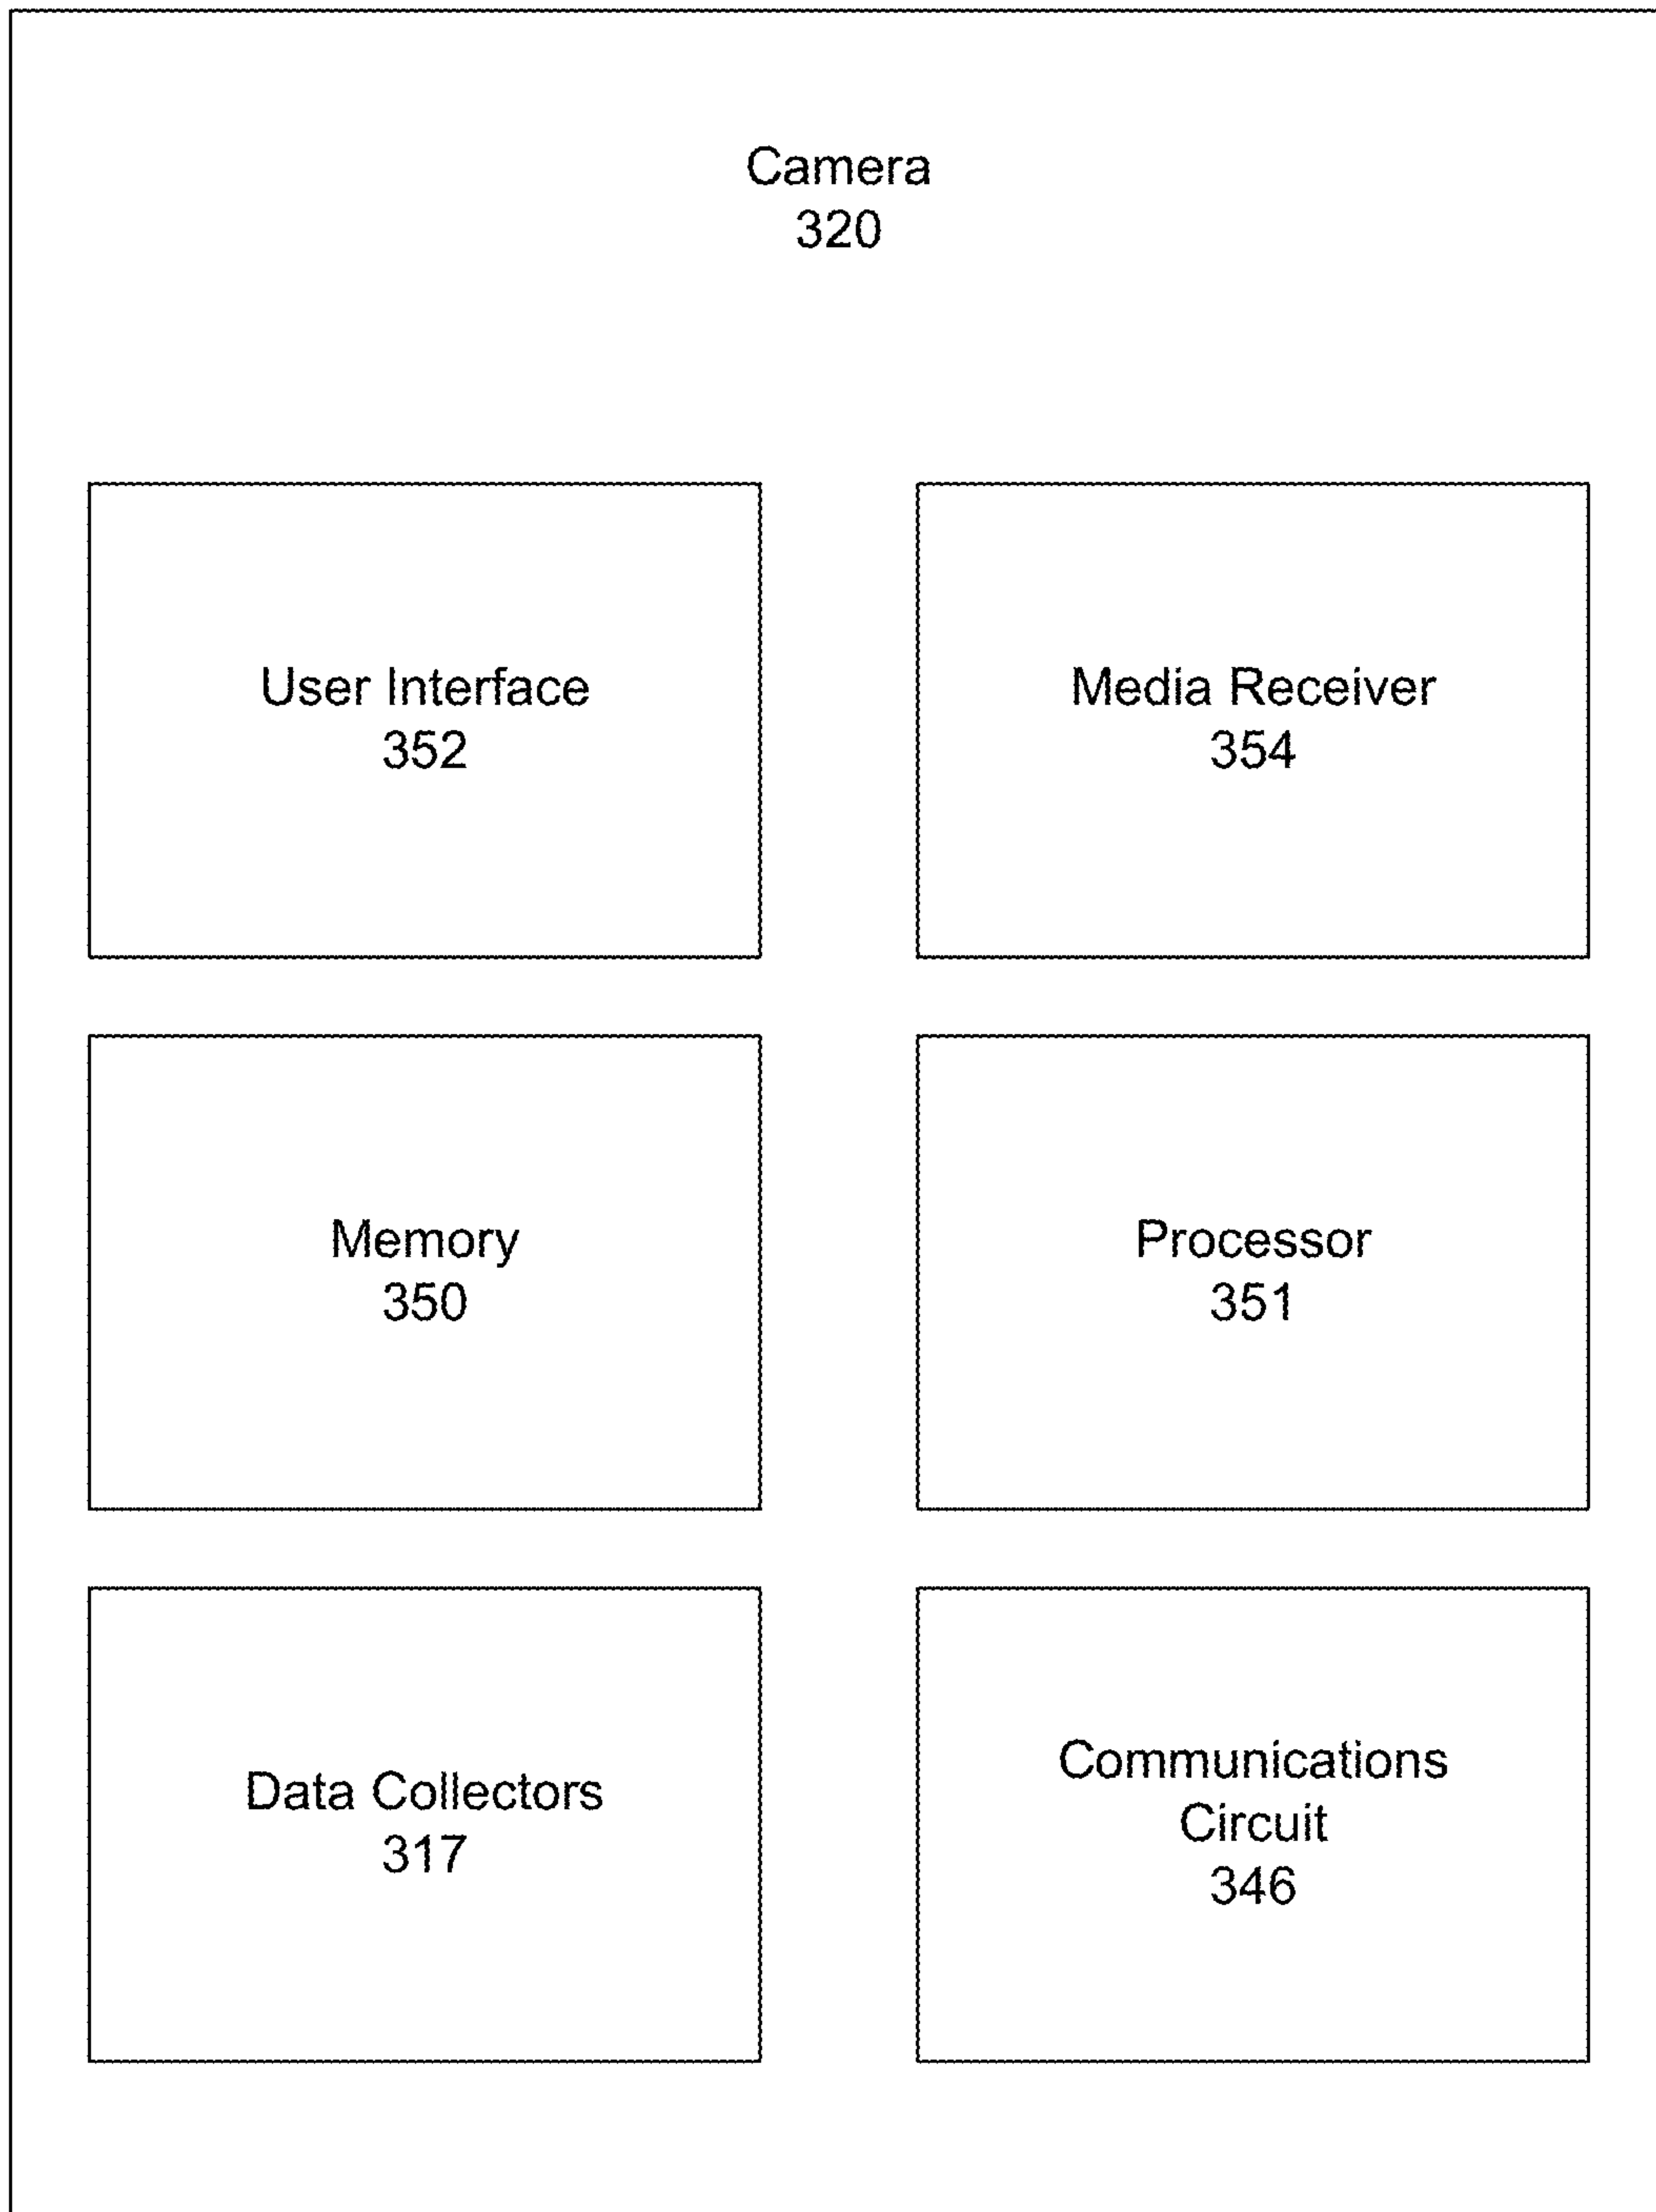 Camera
320
User Interface
352
Media Receiver
354
Memory
350
Processor
351
Data Collectors
317
Communications
Circuit
346